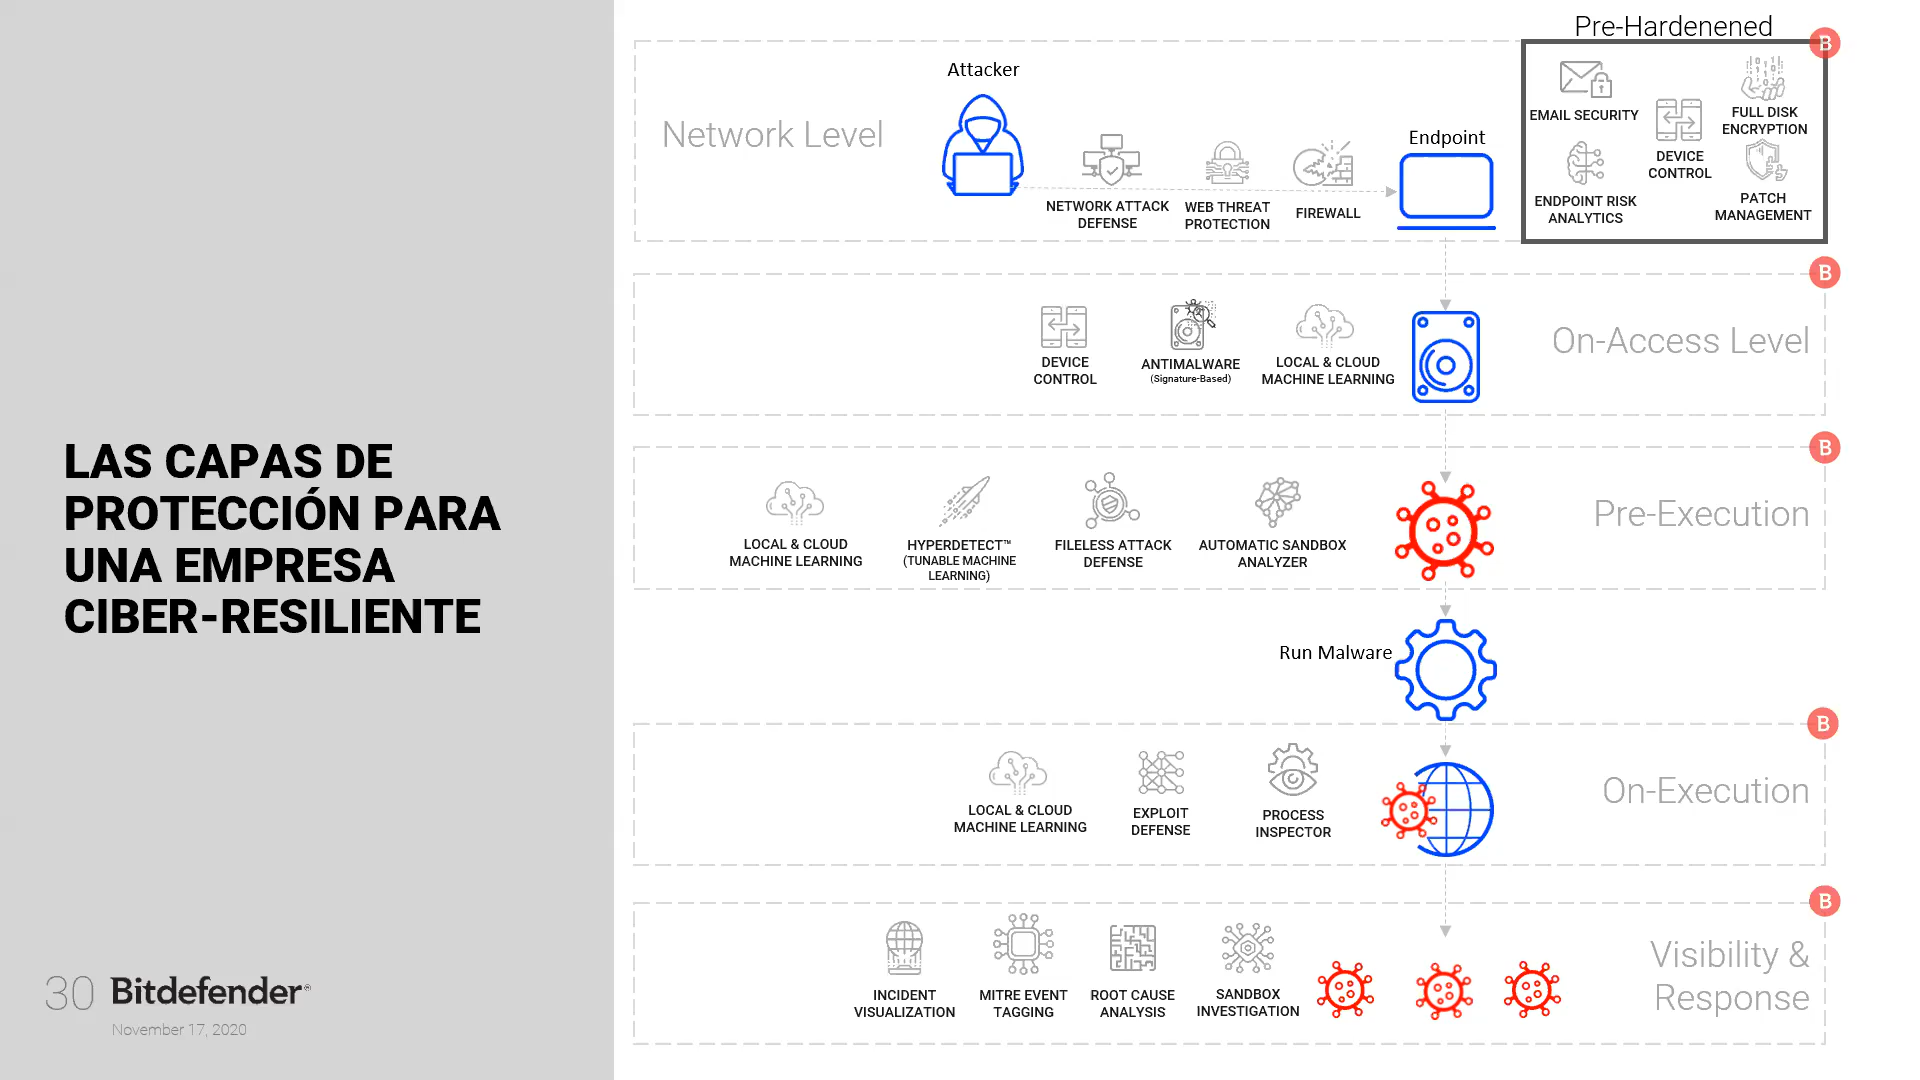 LAS CAPAS DE
PROTECCIÓN PARA
UNA EMPRESA
CIBER-RESILIENTE
30 Bitdefender®
November 17, 2020
Pre-Hardenened
B
EMAIL SECURITY
FULL DISK
ENCRYPTION
DEVICE
CONTROL
ENDPOINT RISK
ANALYTICS
PATCH
MANAGEMENT
Network Level
Attacker
NETWORK ATTACK
DEFENSE
WEB THREAT
PROTECTION
FIREWALL
Endpoint
B
DEVICE
CONTROL
ANTIMALWARE
(Signature-Based)
LOCAL & CLOUD
MACHINE LEARNING
On-Access Level
B
LOCAL & CLOUD
MACHINE LEARNING
HYPERDETECT™
(TUNABLE MACHINE
LEARNING)
FILELESS ATTACK
DEFENSE
AUTOMATIC SANDBOX
ANALYZER
Pre-Execution
Run Malware
B
LOCAL & CLOUD
MACHINE LEARNING
EXPLOIT
DEFENSE
PROCESS
INSPECTOR
On-Execution
B
INCIDENT
VISUALIZATION
MITRE EVENT
TAGGING
ROOT CAUSE
ANALYSIS
SANDBOX
INVESTIGATION
Visibility &
Response